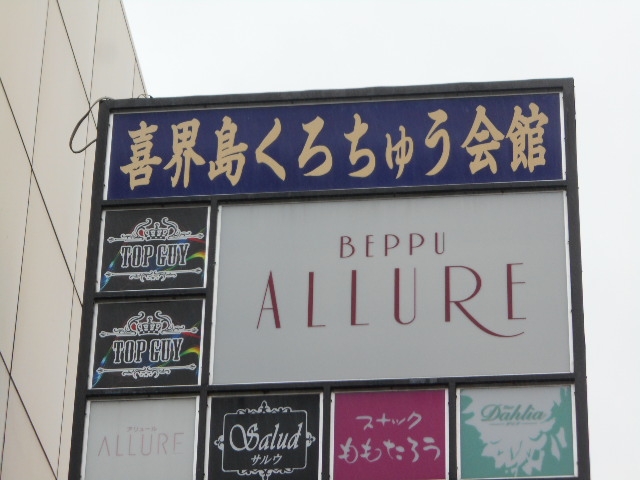 喜界島くろちゅう会館
TOP GUY
BEPPU
ALLURE
TOP GUY
ALLURE
Salud
サルウ
スナック
ももたろう
Dahlia